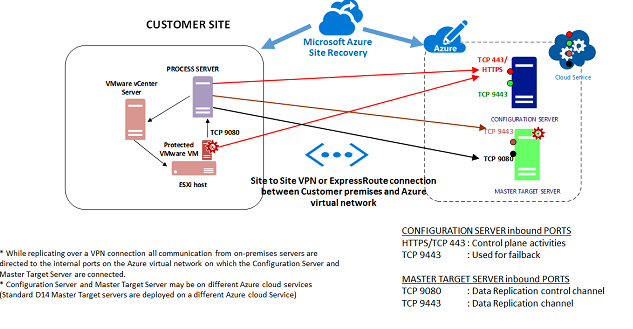 CUSTOMER SITE
Microsoft Azure
Site Recovery
Azure
Cloud Service
PROCESS SERVER
VMware vCenter
Server
TCP 9080
Protected
VMware VM
ESXi host
TCP 443/
HTTPS
TCP 9443
CONFIGURATION SERVER
TCP 9443
TCP 9080
MASTER TARGET SERVER
Site to Site VPN or ExpressRoute connection
between Customer premises and Azure
virtual network
CONFIGURATION SERVER inbound PORTS
HTTPS/TCP 443 : Control plane activities
TCP 9443 : Used for failback
MASTER TARGET SERVER inbound PORTS
TCP 9080 : Data Replication control channel
TCP 9443 : Data Replication channel
* While replicating over a VPN connection all communication from on-premises servers are
directed to the internal ports on the Azure virtual network on which the Configuration Server and
Master Target Server are connected.
* Configuration Server and Master Target Server may be on different Azure cloud services
(Standard D14 Master Target servers are deployed on a different Azure cloud Service)